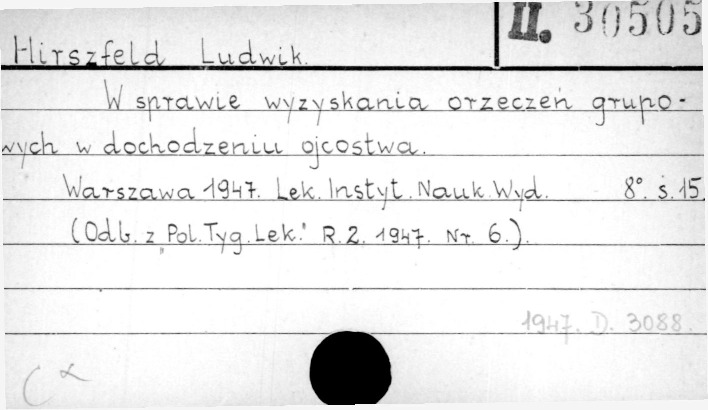 II. 30505
Hirszfeld Ludwik.
W sprawie wyzyskania orzeczeń grupo-
wych w dochodzeniu ojcostwa.
Warszawa 1947. Lek. Instyt. Nauk. Wyd. 8°. s. 15.
(Odb. z „Pol. Tyg. Lek." R. 2. 1947. Nr. 6.).
1947. D. 3088.